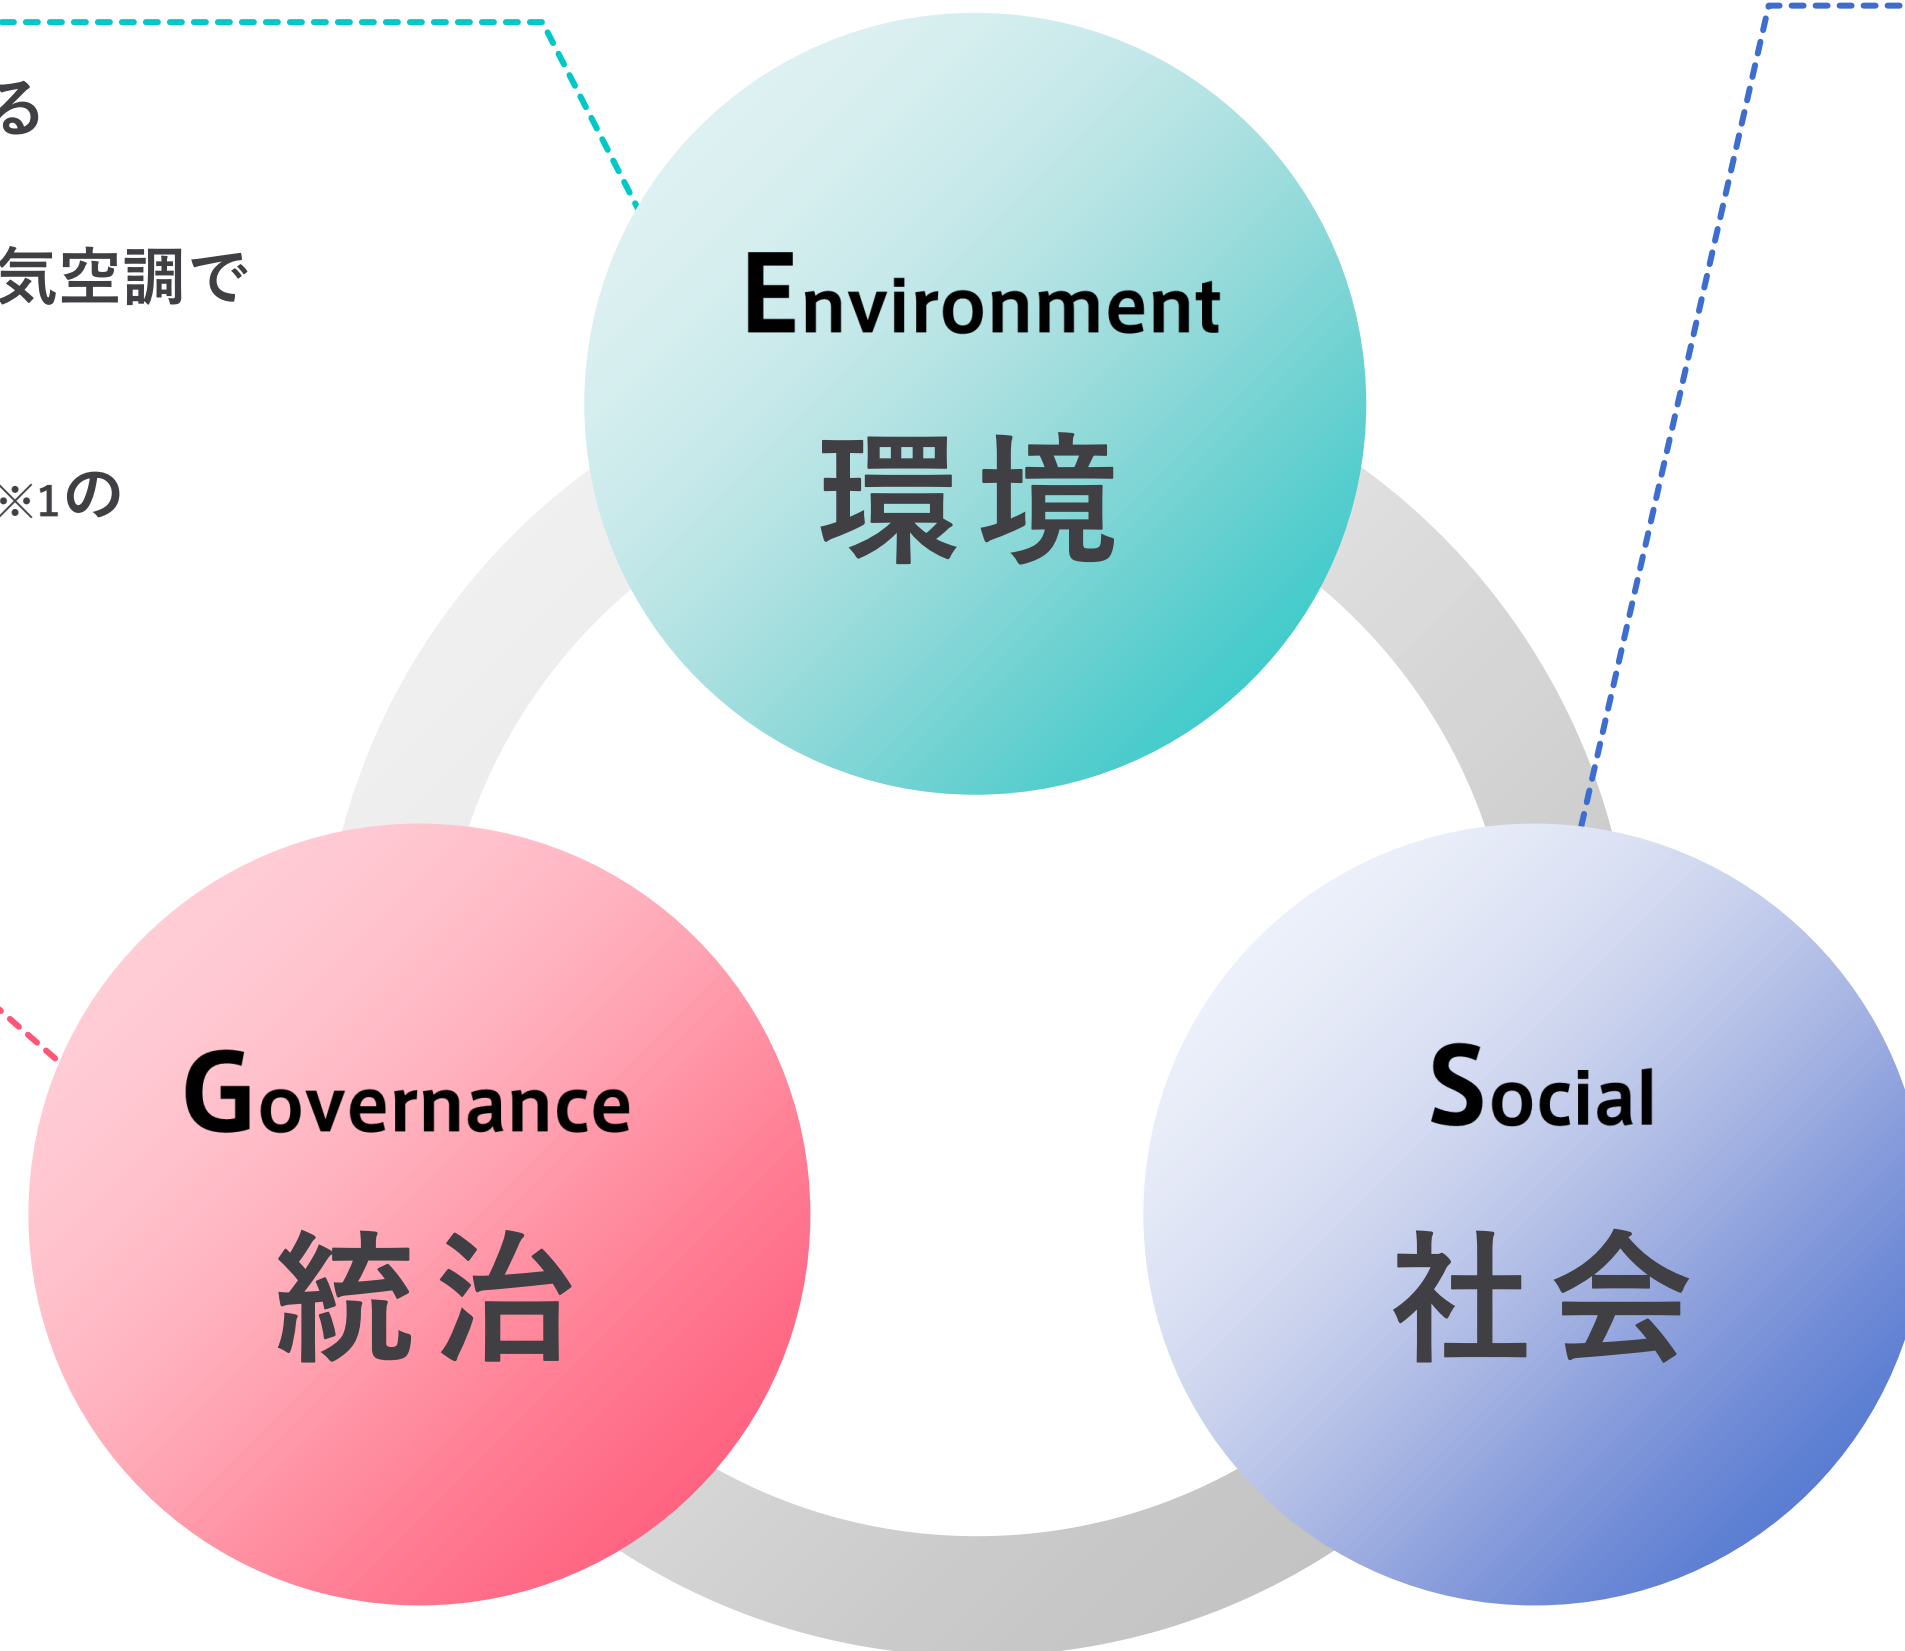 る
気空調で
※1の
Environment
環境
Governance
統治
Social
社会